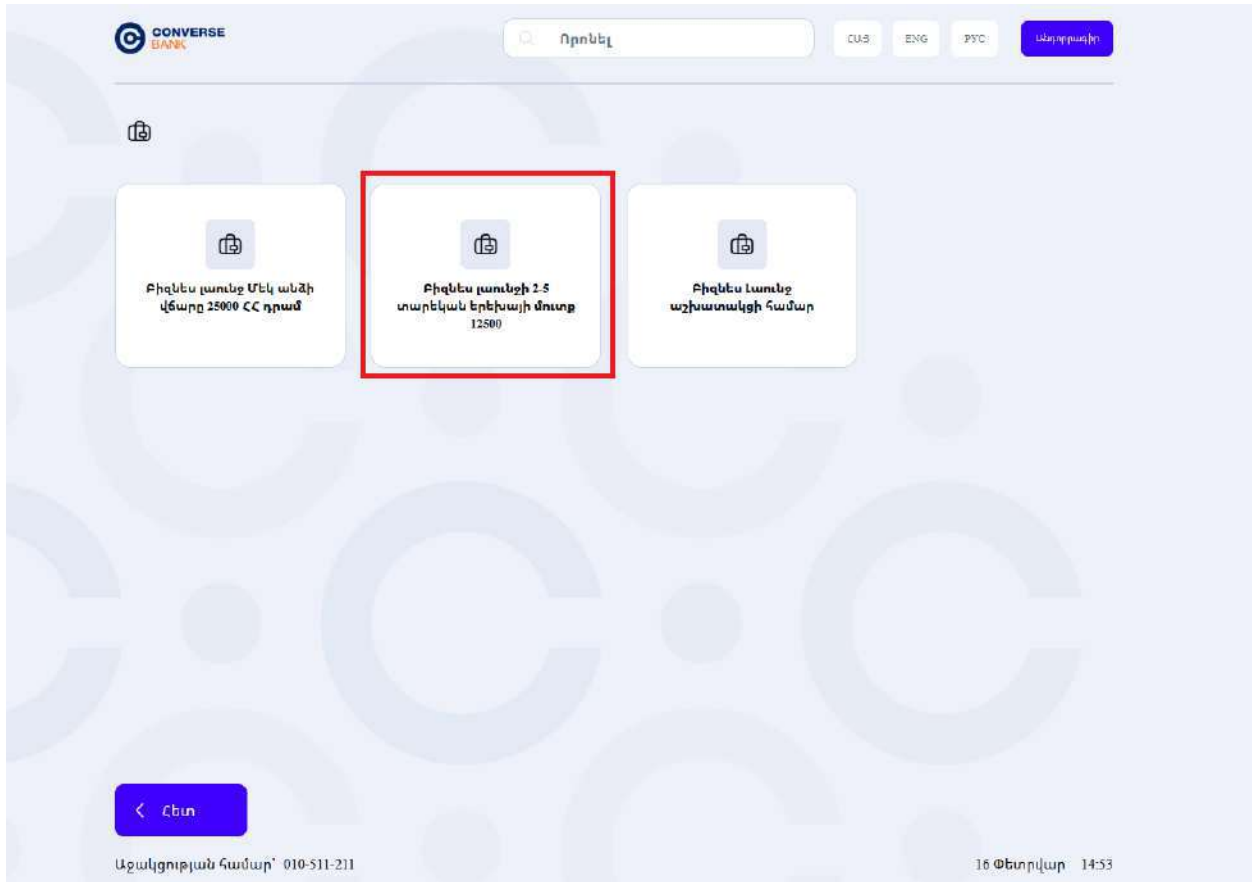 CONVERSE
BANK
Որոնել
ՀԱՅ
ENG
РУС
Անդորրագիր
Բիզնես լաունջ Մեկ անձի
վճարը 25000 ՀՀ դրամ
Բիզնես լաունջի 2-5
տարեկան երեխայի մուտք
12500
Բիզնես Լաունջ
աշխատակցի համար
Հետ
Աջակցության համար՝ 010-511-211
16 Փետրվար 14:53